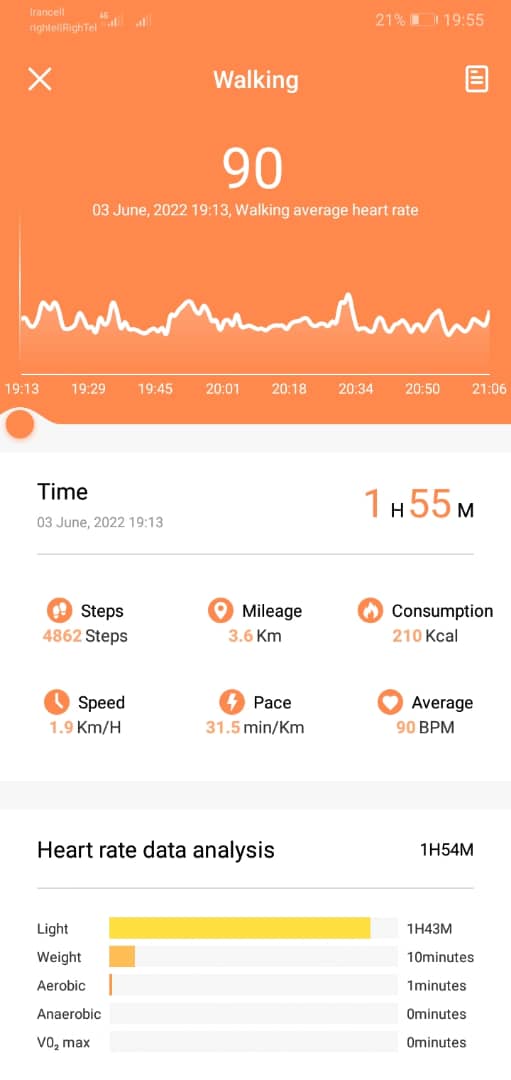 Irancell
rightellRighTel
4G
21%
19:55
Walking
90
03 June, 2022 19:13, Walking average heart rate
19:13 19:29 19:45 20:01 20:18 20:34 20:50 21:06
Time
1 H 55 M
03 June, 2022 19:13
Steps Mileage Consumption
4862 Steps 3.6 Km 210 Kcal
Speed Pace Average
1.9 Km/H 31.5 min/Km 90 BPM
Heart rate data analysis 1H54M
Light 1H43M
Weight 10minutes
Aerobic 1minutes
Anaerobic 0minutes
VO₂ max 0minutes